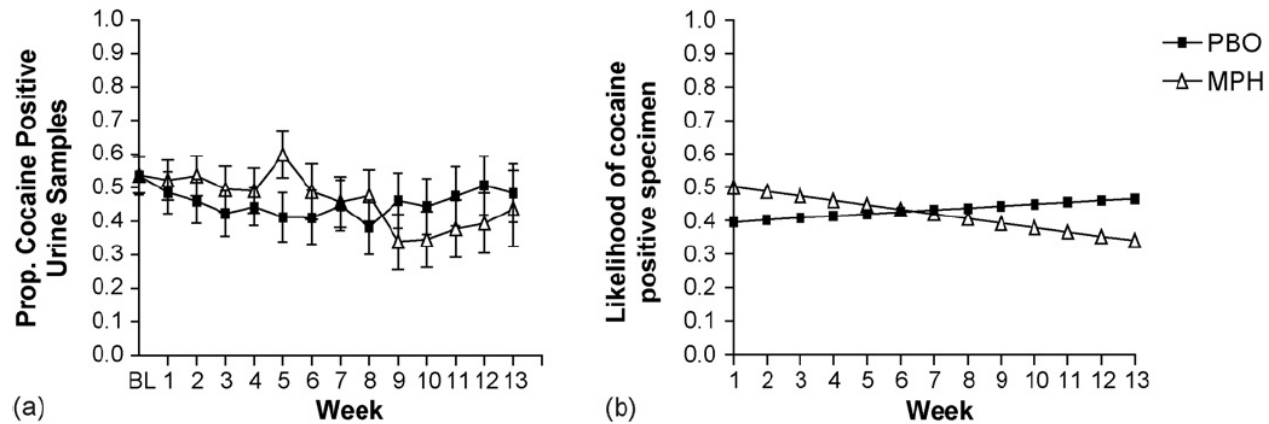 Prop. Cocaine Positive
Urine Samples
1.0
0.9
0.8
0.7
0.6
0.5
0.4
0.3
0.2
0.1
0.0
BL 1 2 3 4 5 6 7 8 9 10 11 12 13
Week
(a)
Likelihood of cocaine
positive specimen
1.0
0.9
0.8
0.7
0.6
0.5
0.4
0.3
0.2
0.1
0.0
1 2 3 4 5 6 7 8 9 10 11 12 13
Week
(b)
PBO
MPH